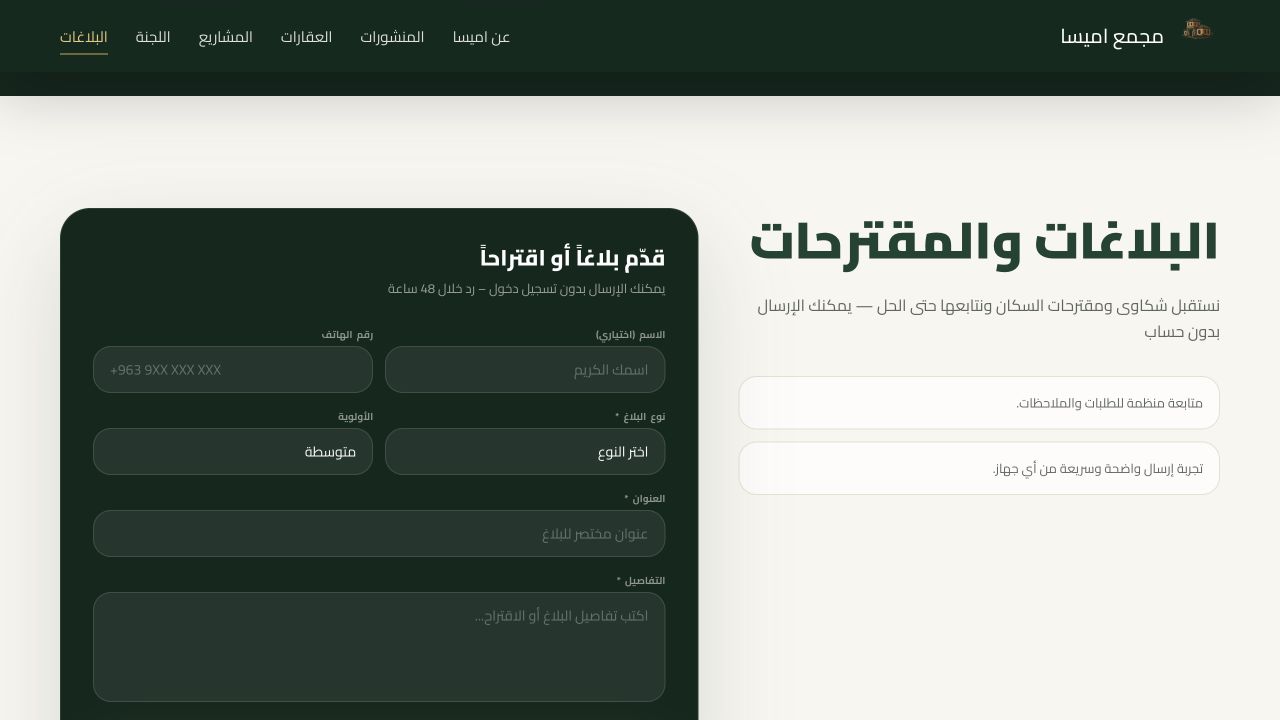 مجمع اميسا
عن اميسا
المنشورات
العقارات
المشاريع
اللجنة
البلاغات
البلاغات والمقترحات
نستقبل شكاوى ومقترحات السكان ونتابعها حتى الحل — يمكنك الإرسال
بدون حساب
متابعة منظمة للطلبات والملاحظات.
تجربة إرسال واضحة وسريعة من أي جهاز.
قدّم بلاغاً أو اقتراحاً
يمكنك الإرسال بدون تسجيل دخول – رد خلال 48 ساعة
الاسم (اختياري)
رقم الهاتف
اسمك الكريم
+963 9XX XXX XXX
نوع البلاغ *
الأولوية
اختر النوع
متوسطة
العنوان *
عنوان مختصر للبلاغ
التفاصيل *
اكتب تفاصيل البلاغ أو الاقتراح...